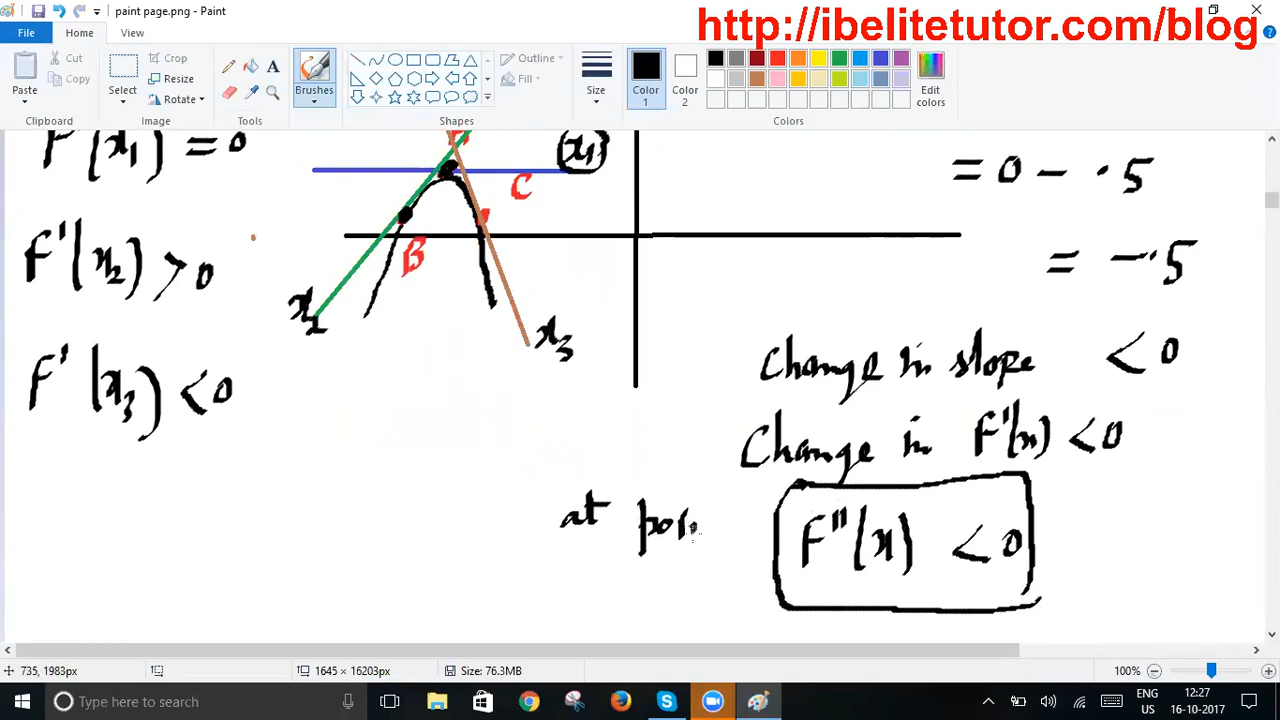 paint page.png - Paint
http://ibelitetutor.com/blog
File
Home
View
Paste
Cut
Copy
Clipboard
Select
Crop
Resize
Rotate
Image
Tools
Brushes
Outline
Fill
Shapes
Size
Color 1
Color 2
Edit colors
Colors
F'(x1) = 0
F'(x2) > 0
F'(x3) < 0
(x1)
C
B
x2
x3
= 0 - .5
= -.5
Change in slope < 0
Change in F'(x) < 0
at poi
F''(x) < 0
735, 1983px
1645 × 16203px
Size: 76.3MB
100%
Type here to search
ENG
US
12:27
16-10-2017